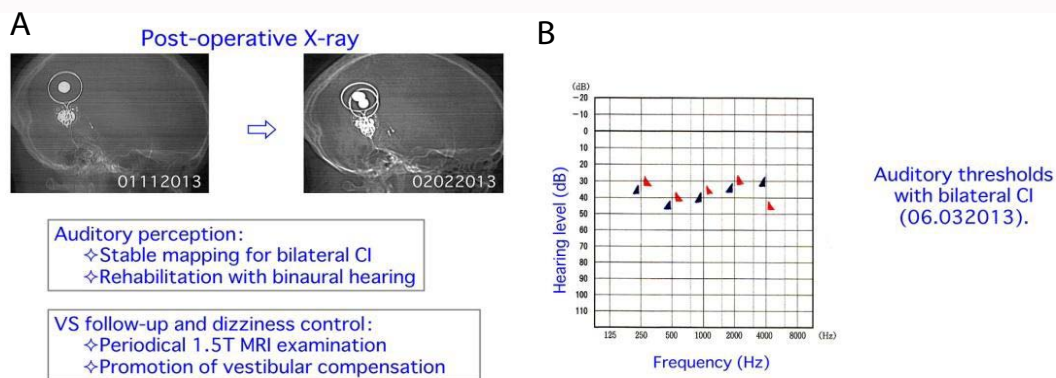 A
Post-operative X-ray
01112013
⇨
02022013
Auditory perception:
✧Stable mapping for bilateral CI
✧Rehabilitation with binaural hearing
VS follow-up and dizziness control:
✧Periodical 1.5T MRI examination
✧Promotion of vestibular compensation
B
(dB)
-20
-10
0
10
20
30
40
50
60
70
80
90
100
110
Hearing level (dB)
125 250 500 1000 2000 4000 8000 (Hz)
Frequency (Hz)
Auditory thresholds
with bilateral CI
(06.032013).